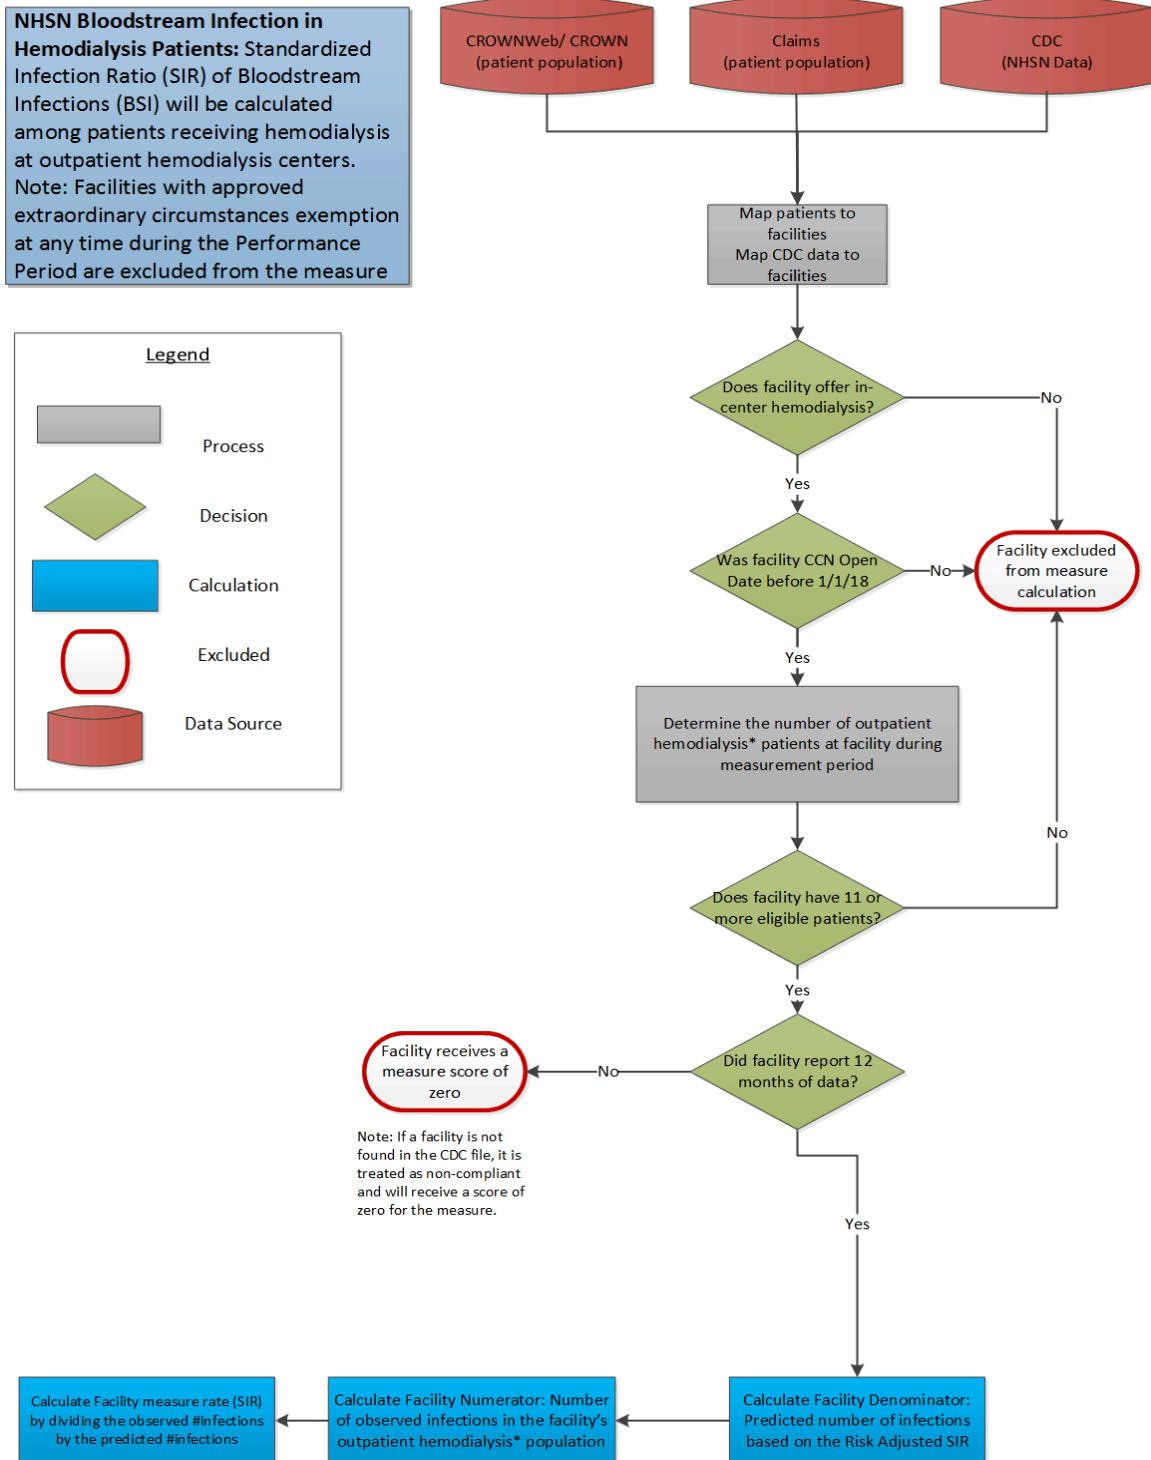 NHSN Bloodstream Infection in
Hemodialysis Patients: Standardized
Infection Ratio (SIR) of Bloodstream
Infections (BSI) will be calculated
among patients receiving hemodialysis
at outpatient hemodialysis centers.
Note: Facilities with approved
extraordinary circumstances exemption
at any time during the Performance
Period are excluded from the measure
CROWNWeb/ CROWN
(patient population)
Claims
(patient population)
CDC
(NHSN Data)
Map patients to
facilities
Map CDC data to
facilities
Legend
Process
Decision
Calculation
Excluded
Data Source
Does facility offer in-
center hemodialysis?
No
Yes
Was facility CCN Open
Date before 1/1/18
No
Facility excluded
from measure
calculation
Yes
Determine the number of outpatient
hemodialysis* patients at facility during
measurement period
No
Does facility have 11 or
more eligible patients?
Yes
Did facility report 12
months of data?
No
Facility receives a
measure score of
zero
Note: If a facility is not
found in the CDC file, it is
treated as non-compliant
and will receive a score of
zero for the measure.
Yes
Calculate Facility measure rate (SIR)
by dividing the observed #infections
by the predicted #infections
Calculate Facility Numerator: Number
of observed infections in the facility's
outpatient hemodialysis* population
Calculate Facility Denominator:
Predicted number of infections
based on the Risk Adjusted SIR